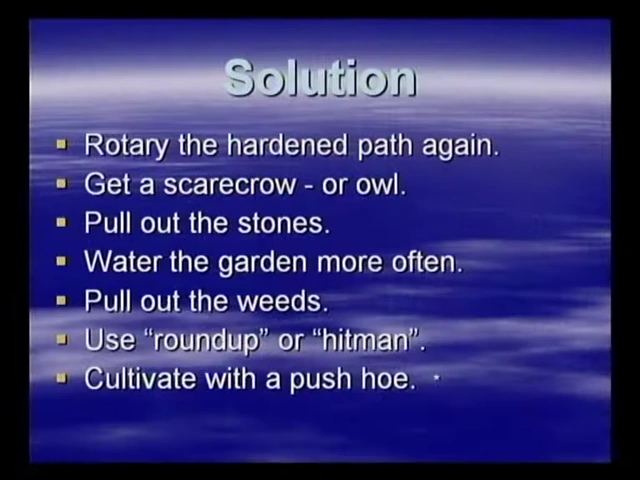 Solution
Rotary the hardened path again.
Get a scarecrow - or owl.
Pull out the stones.
Water the garden more often.
Pull out the weeds.
Use “roundup” or “hitman”.
Cultivate with a push hoe. *